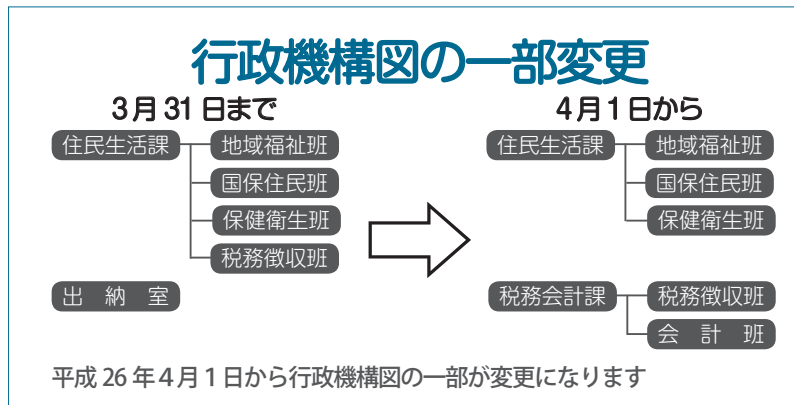 行政機構図の一部変更
3月31日まで
4月1日から
住民生活課 地域福祉班
国保住民班
保健衛生班
税務徴収班
出納室
住民生活課 地域福祉班
国保住民班
保健衛生班
税務会計課 税務徴収班
会計班
平成26年4月1日から行政機構図の一部が変更になります